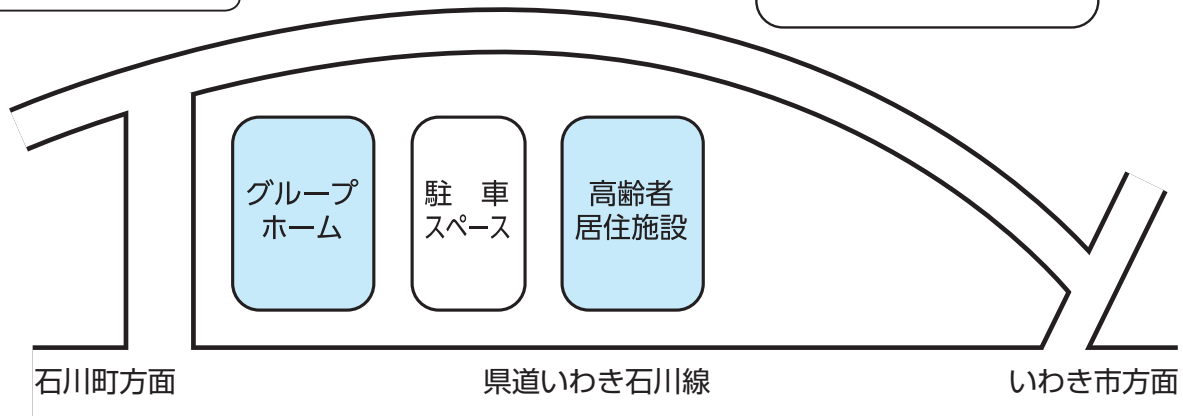 グループ
ホーム
駐　車
スペース
高齢者
居住施設
石川町方面
県道いわき石川線
いわき市方面